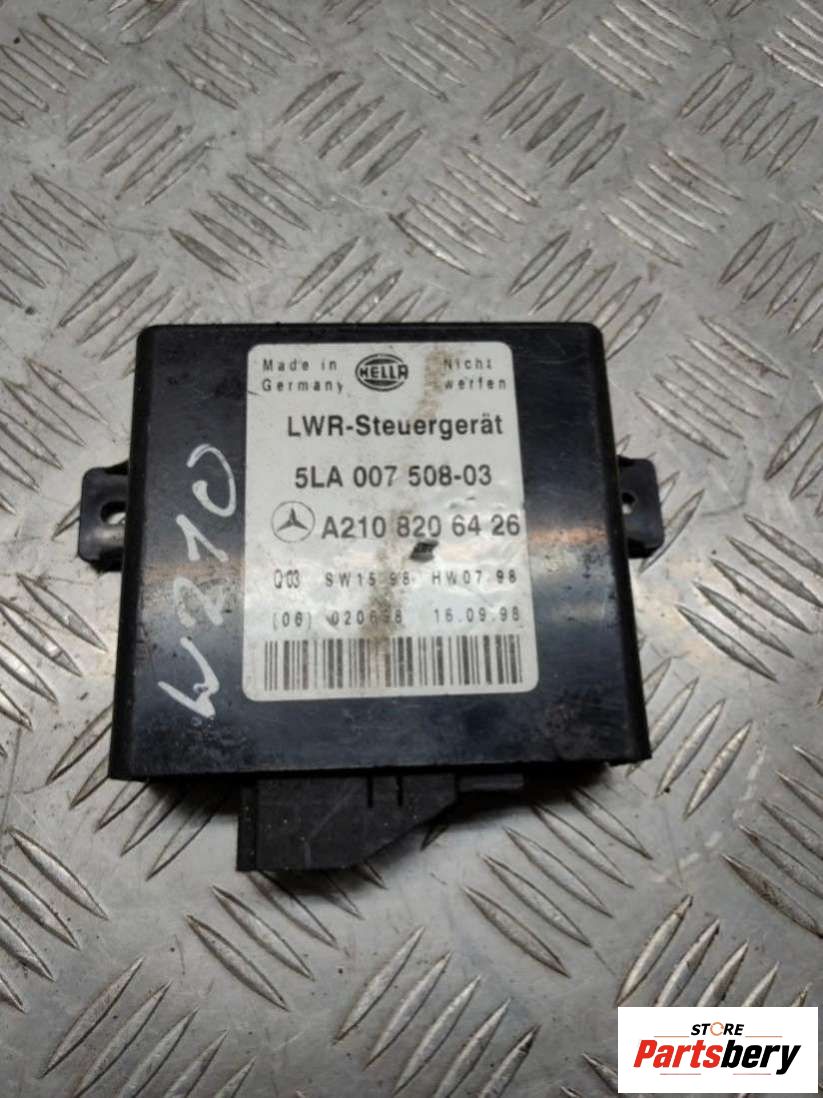 Made in Germany
HELLA
Nicht werfen
LWR-Steuergerät
5LA 007 508-03
A210 820 64 26
Q03 SW15 98 HW07.98
(06) 020698 16.09.98
W210
STORE
Partsbery